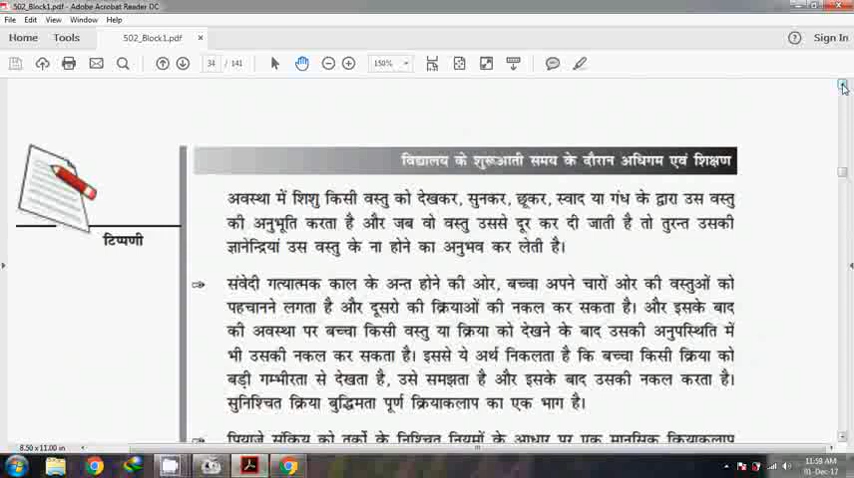 502_Block1.pdf - Adobe Acrobat Reader DC
File Edit View Window Help
Home Tools 502_Block1.pdf × Sign In
34 / 141 150%
विद्यालय के शुरूआती समय के दौरान अधिगम एवं शिक्षण
टिप्पणी
अवस्था में शिशु किसी वस्तु को देखकर, सुनकर, छूकर, स्वाद या गंध के द्वारा उस वस्तु
की अनुभूति करता है और जब वो वस्तु उससे दूर कर दी जाती है तो तुरन्त उसकी
ज्ञानेन्द्रियां उस वस्तु के ना होने का अनुभव कर लेती है।
संवेदी गत्यात्मक काल के अन्त होने की ओर, बच्चा अपने चारों ओर की वस्तुओं को
पहचानने लगता है और दूसरो की क्रियाओं की नकल कर सकता है। और इसके बाद
की अवस्था पर बच्चा किसी वस्तु या क्रिया को देखने के बाद उसकी अनुपस्थिति में
भी उसकी नकल कर सकता है। इससे ये अर्थ निकलता है कि बच्चा किसी क्रिया को
बड़ी गम्भीरता से देखता है, उसे समझता है और इसके बाद उसकी नकल करता है।
सुनिश्चित क्रिया बुद्धिमता पूर्ण क्रियाकलाप का एक भाग है।
पियाजे संक्रिय को तर्कों के निश्चित नियमों के आधार पर एक मानसिक क्रियाकलाप
8.50 x 11.00 in
11:59 AM
01-Dec-17